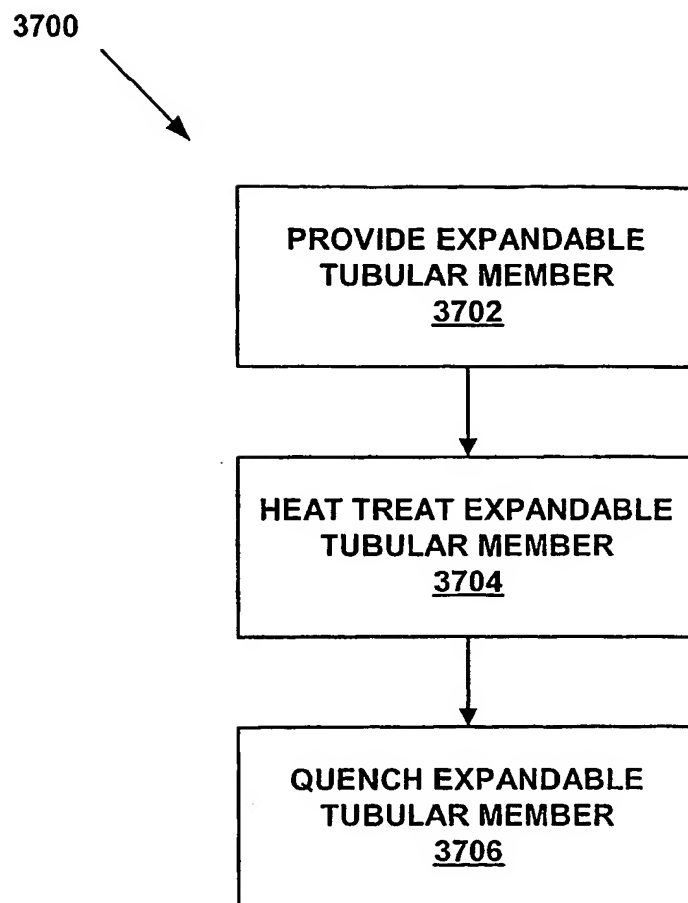 3700
PROVIDE EXPANDABLE
TUBULAR MEMBER
3702
HEAT TREAT EXPANDABLE
TUBULAR MEMBER
3704
QUENCH EXPANDABLE
TUBULAR MEMBER
3706